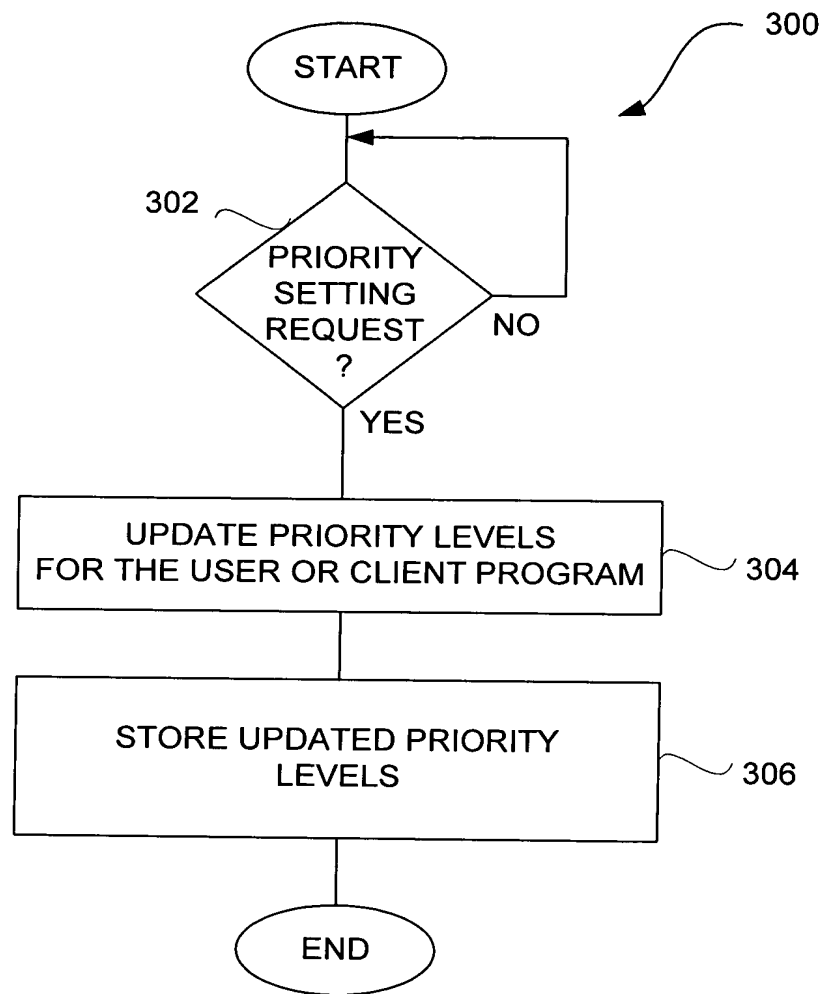 300
START
302
PRIORITY
SETTING
REQUEST
?
NO
YES
UPDATE PRIORITY LEVELS
FOR THE USER OR CLIENT PROGRAM
304
STORE UPDATED PRIORITY
LEVELS
306
END